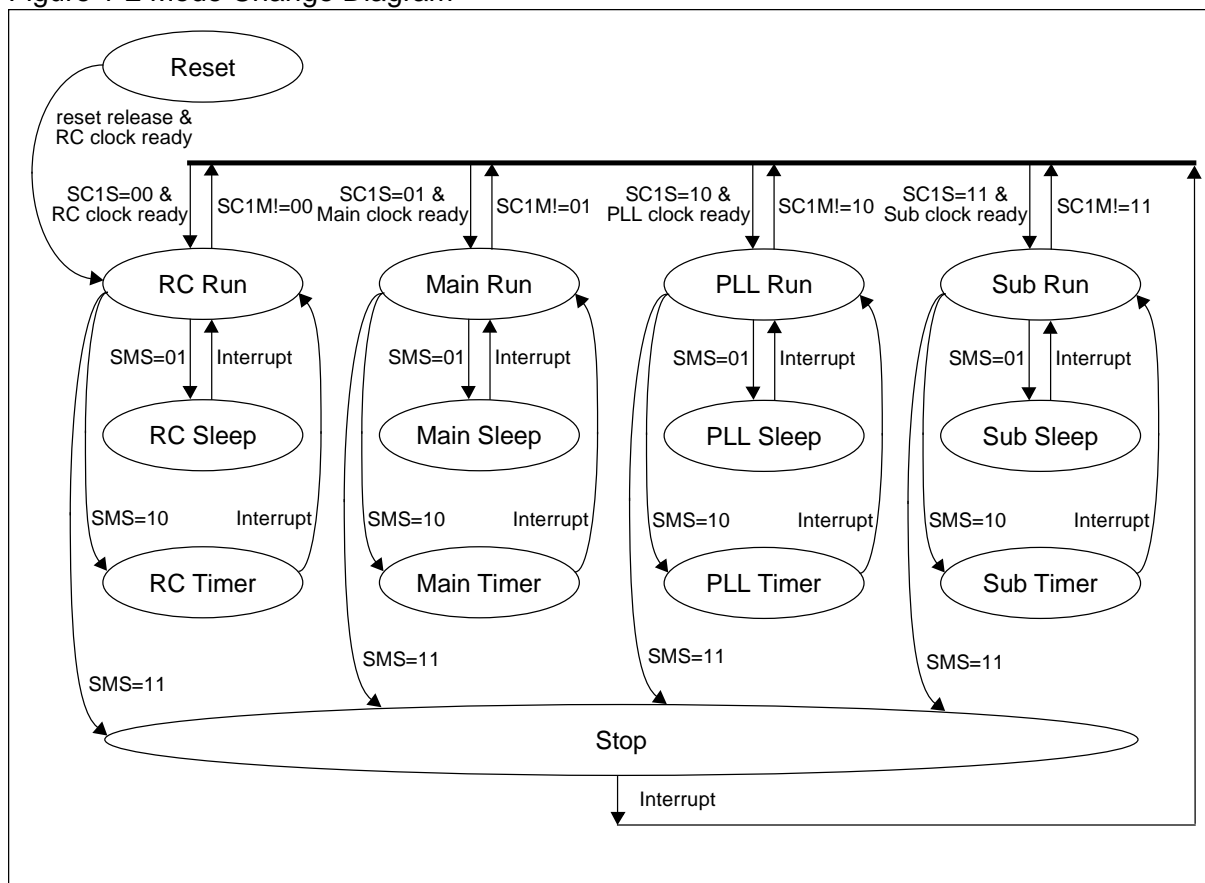 Figure 1-2 Mode Change Diagram
Reset
reset release &
RC clock ready
SC1S=00 &
RC clock ready
SC1M!=00
SC1S=01 &
Main clock ready
SC1M!=01
SC1S=10 &
PLL clock ready
SC1M!=10
SC1S=11 &
Sub clock ready
SC1M!=11
RC Run
Main Run
PLL Run
Sub Run
SMS=01
Interrupt
SMS=01
Interrupt
SMS=01
Interrupt
SMS=01
Interrupt
RC Sleep
Main Sleep
PLL Sleep
Sub Sleep
SMS=10
Interrupt
SMS=10
Interrupt
SMS=10
Interrupt
SMS=10
Interrupt
RC Timer
Main Timer
PLL Timer
Sub Timer
SMS=11
SMS=11
SMS=11
SMS=11
Stop
Interrupt